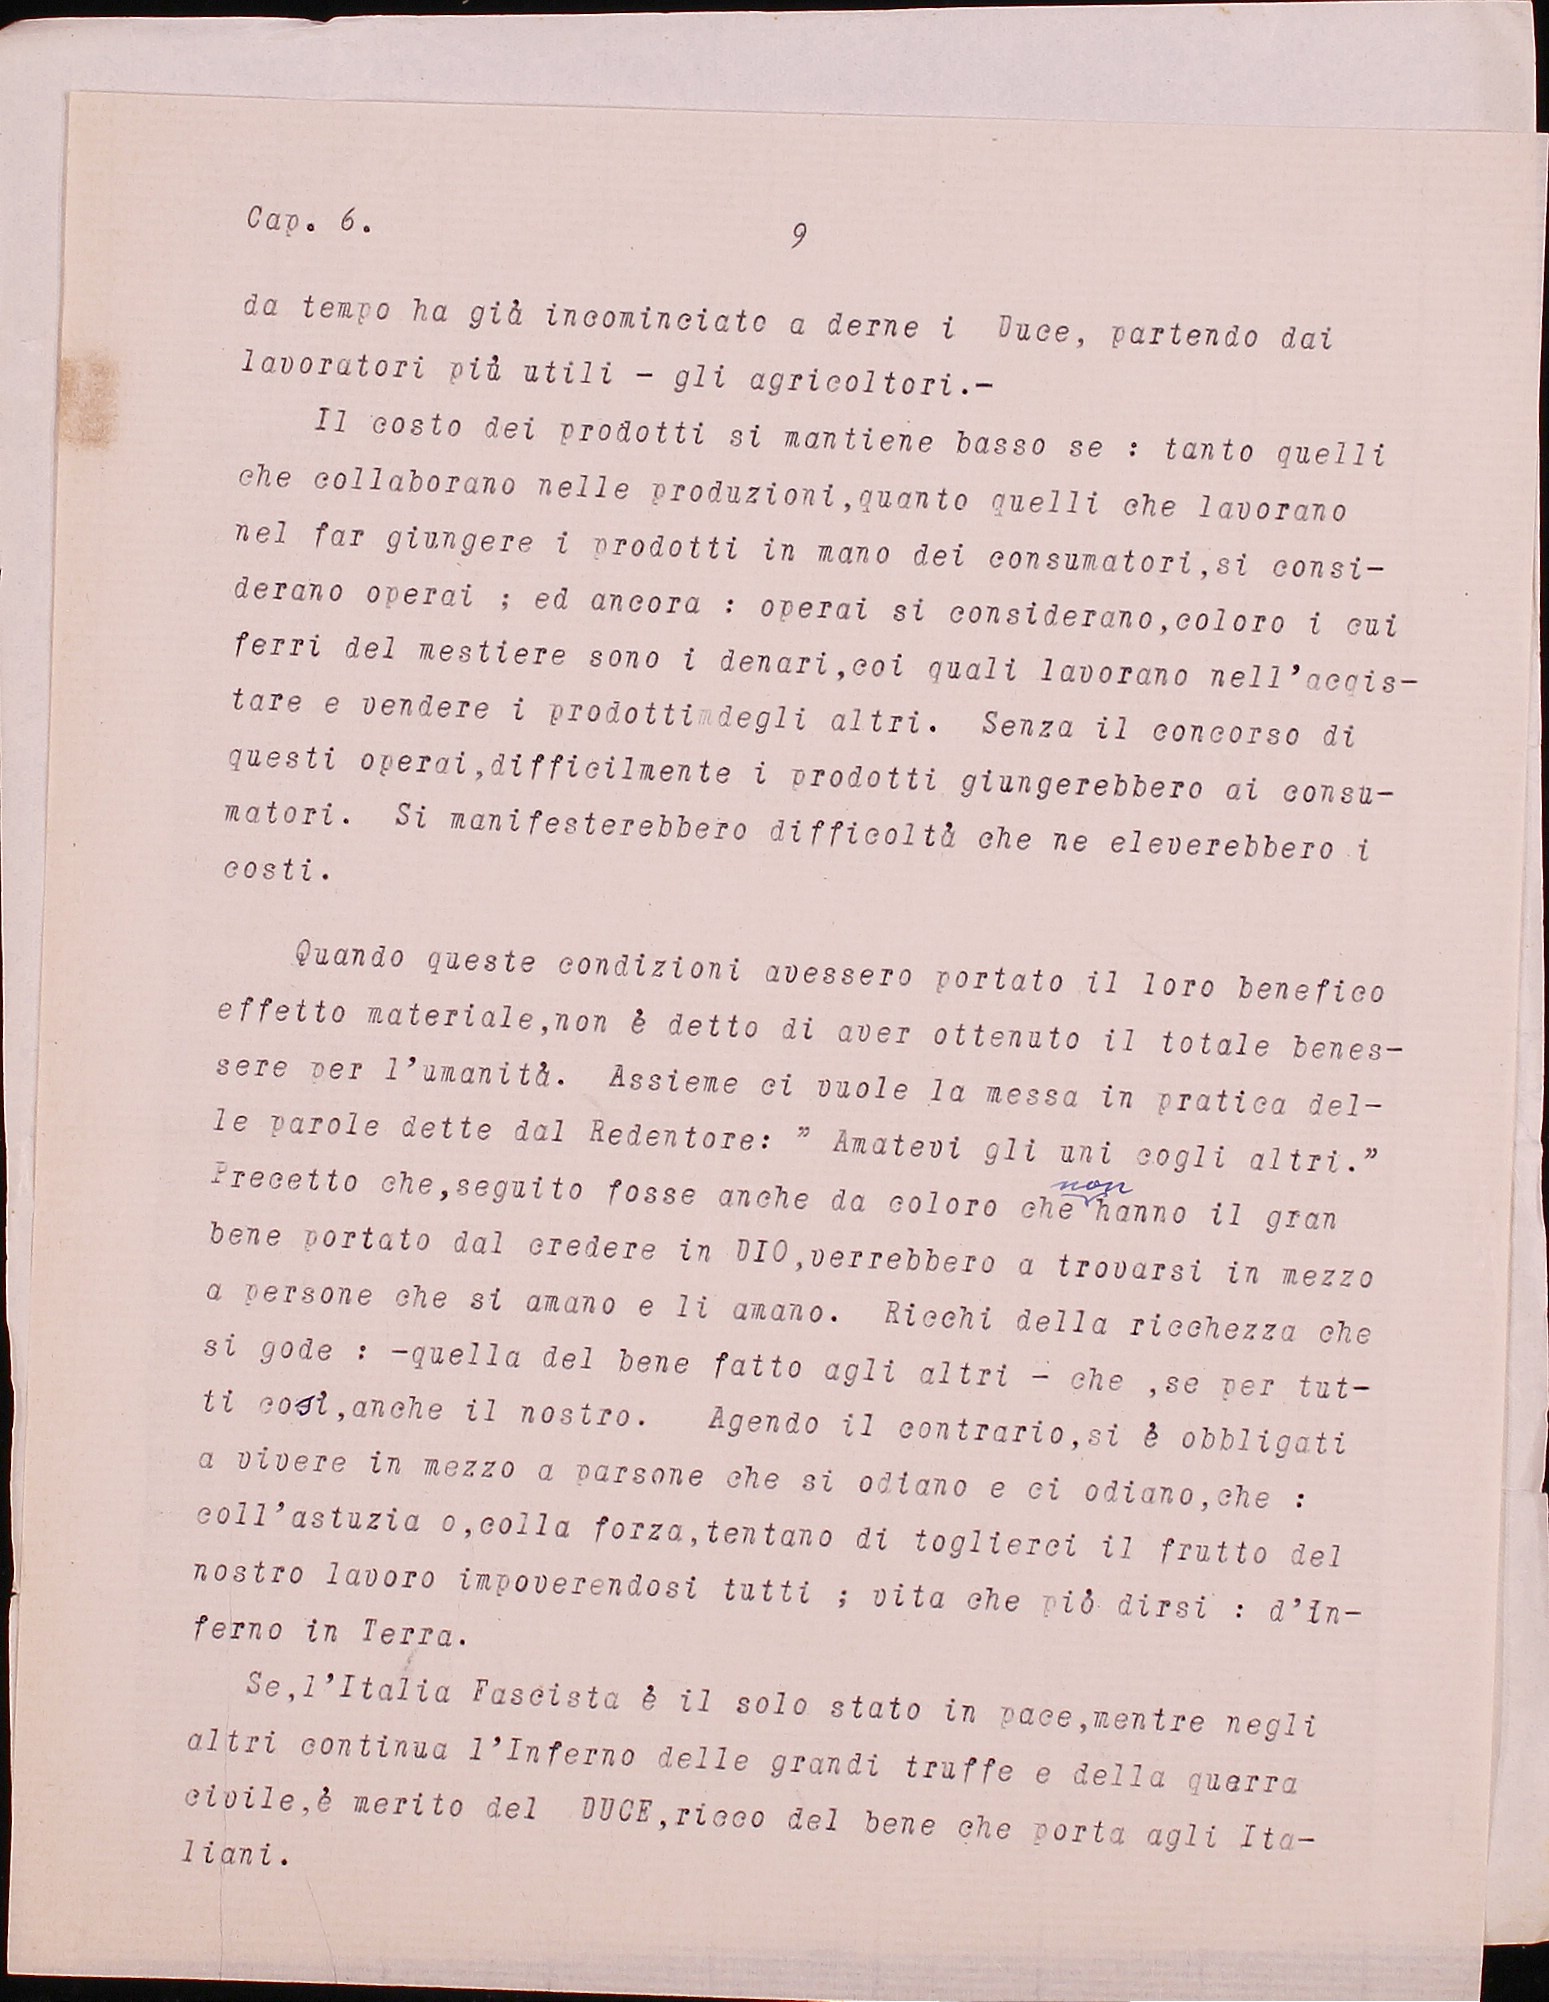 Cap. 6.
9
da tempo ha già incominciato a derne i  Duce, partendo dai
lavoratori più utili - gli agricoltori.-
Il costo dei prodotti si mantiene basso se : tanto quelli
che collaborano nelle produzioni,quanto quelli che lavorano
nel far giungere i prodotti in mano dei consumatori,si consi-
derano operai ; ed ancora : operai si considerano,coloro i cui
ferri del mestiere sono i denari,coi quali lavorano nell'acqis-
tare e vendere i prodottimdegli altri.  Senza il concorso di
questi operai,difficilmente i prodotti giungerebbero ai consu-
matori.  Si manifesterebbero difficoltà che ne eleverebbero i
costi.
Quando queste condizioni avessero portato il loro benefico
effetto materiale,non è detto di aver ottenuto il totale benes-
sere per l'umanità.  Assieme ci vuole la messa in pratica del-
le parole dette dal Redentore: " Amatevi gli uni cogli altri."
Precetto che,seguito fosse anche da coloro che non hanno il gran
bene portato dal credere in DIO,verrebbero a trovarsi in mezzo
a persone che si amano e li amano.  Ricchi della ricchezza che
si gode : -quella del bene fatto agli altri - che ,se per tut-
ti così,anche il nostro.   Agendo il contrario,si è obbligati
a vivere in mezzo a parsone che si odiano e ci odiano,che :
coll'astuzia o,colla forza,tentano di toglierci il frutto del
nostro lavoro impoverendosi tutti ; vita che piò dirsi : d'In-
ferno in Terra.
Se,l'Italia Fascista è il solo stato in pace,mentre negli
altri continua l'Inferno delle grandi truffe e della guerra
civile,è merito del  DUCE,ricco del bene che porta agli Ita-
liani.